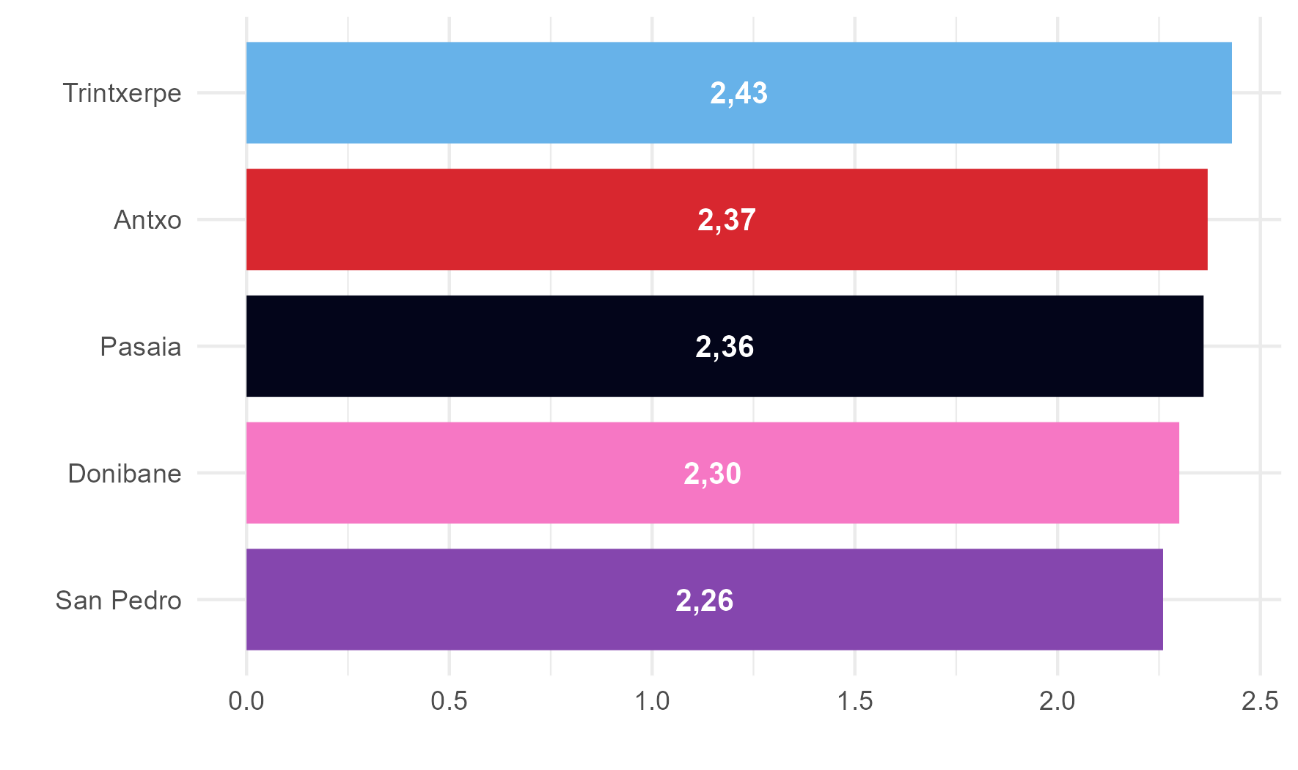 Trintxerpe 2,43
Antxo 2,37
Pasaia 2,36
Donibane 2,30
San Pedro 2,26
0.0 0.5 1.0 1.5 2.0 2.5